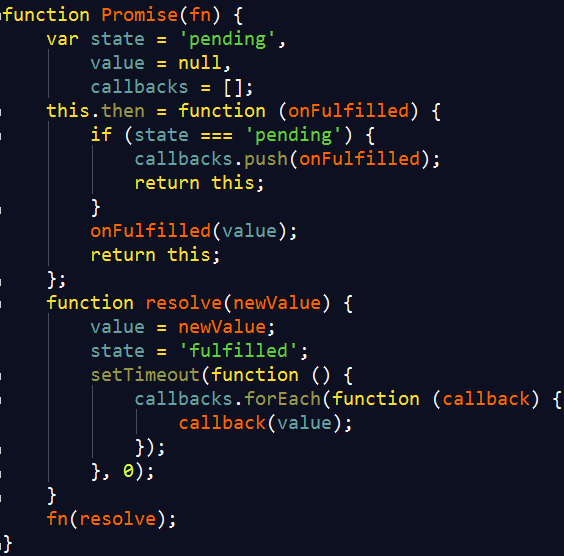 function Promise(fn) {
    var state = 'pending',
        value = null,
        callbacks = [];
    this.then = function (onFulfilled) {
        if (state === 'pending') {
            callbacks.push(onFulfilled);
            return this;
        }
        onFulfilled(value);
        return this;
    };
    function resolve(newValue) {
        value = newValue;
        state = 'fulfilled';
        setTimeout(function () {
            callbacks.forEach(function (callback) {
                callback(value);
            });
        }, 0);
    }
    fn(resolve);
}